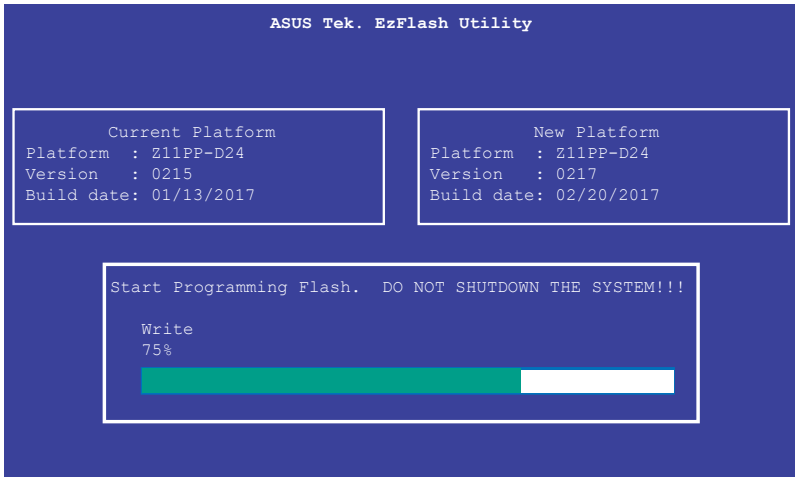 ASUS Tek. EzFlash Utility
Current Platform
Platform : Z11PP-D24
Version : 0215
Build date: 01/13/2017
New Platform
Platform : Z11PP-D24
Version : 0217
Build date: 02/20/2017
Start Programming Flash. DO NOT SHUTDOWN THE SYSTEM!!!
Write
75%